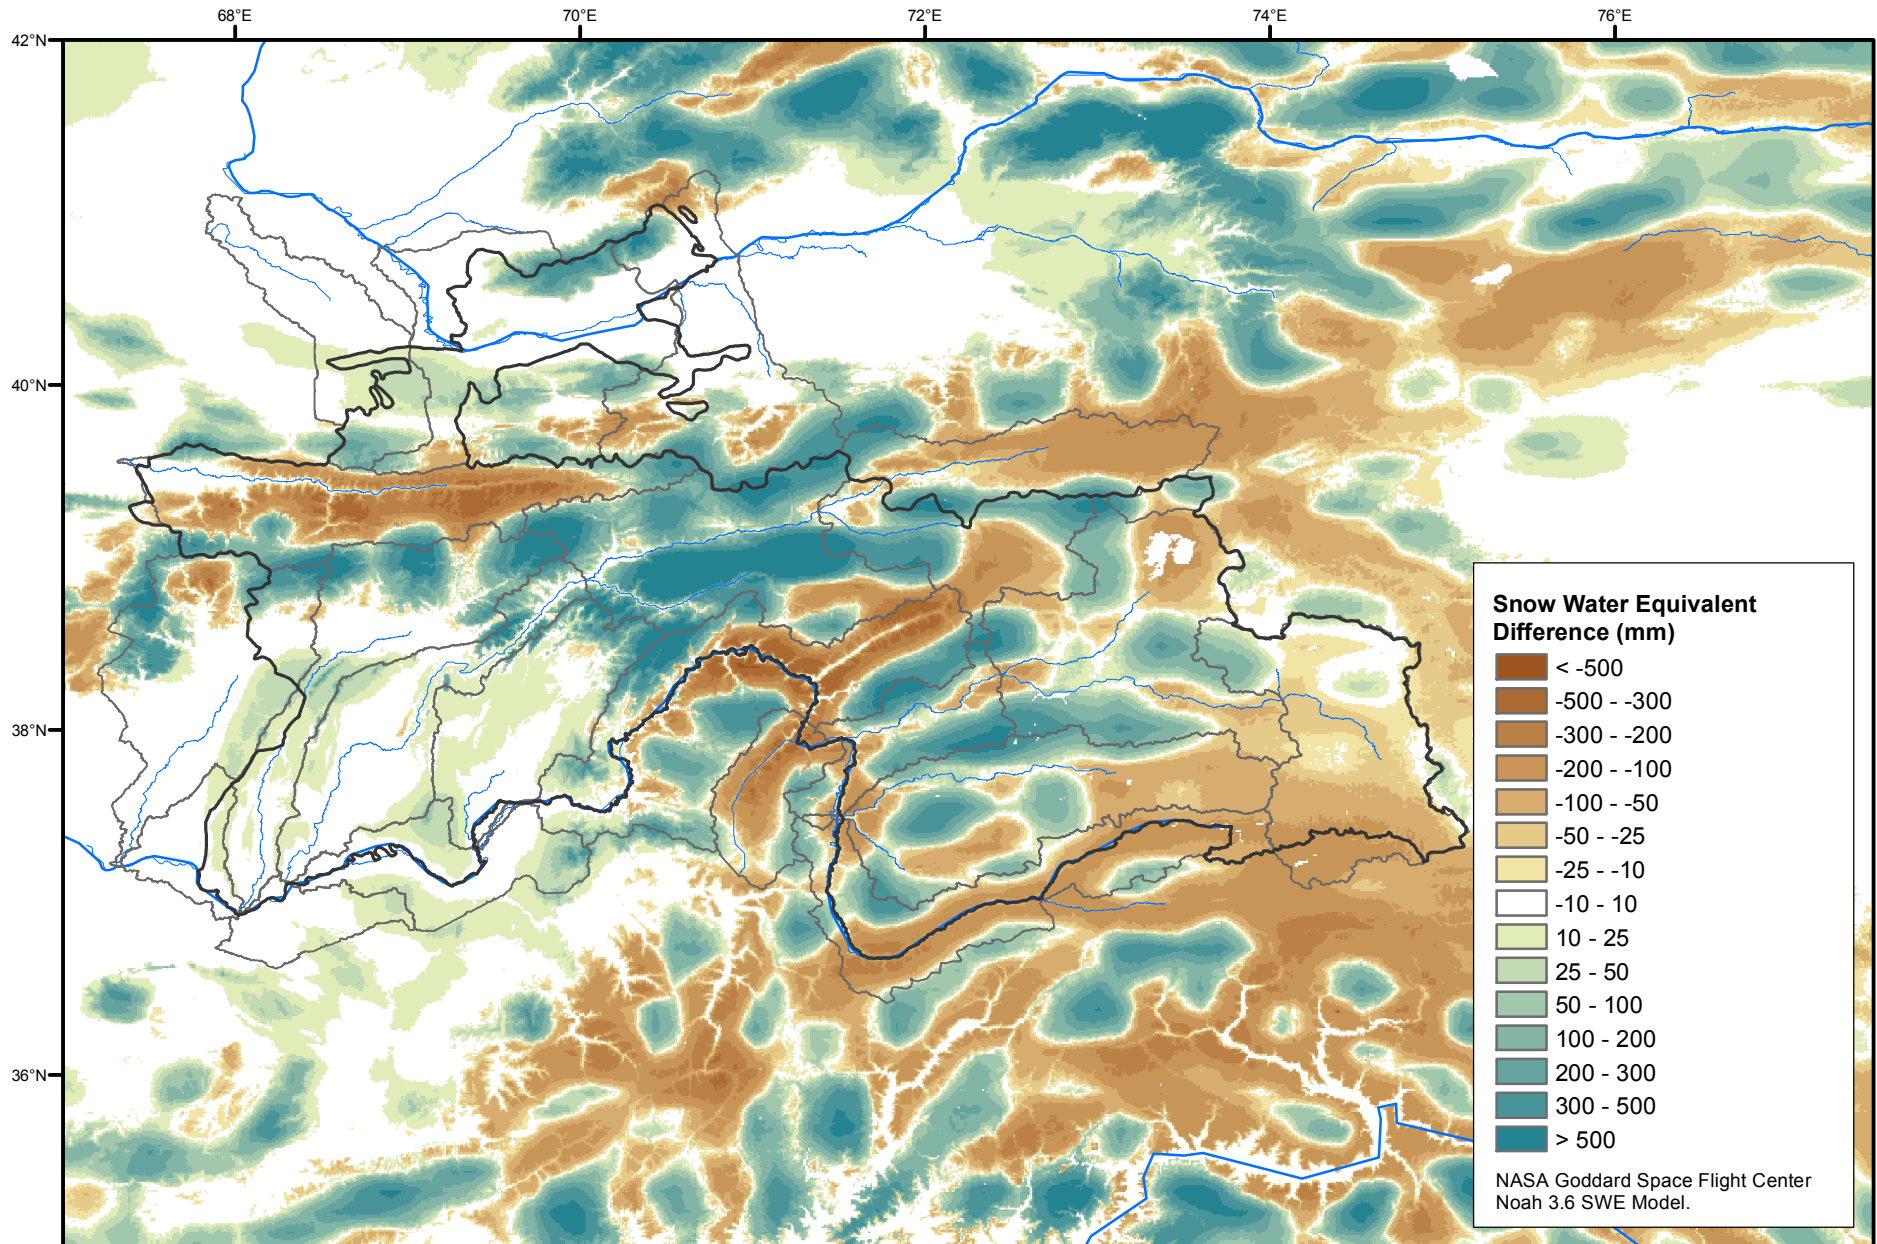 68°E
70°E
72°E
74°E
76°E
42°N
40°N
38°N
36°N
Snow Water Equivalent
Difference (mm)
< -500
-500 - -300
-300 - -200
-200 - -100
-100 - -50
-50 - -25
-25 - -10
-10 - 10
10 - 25
25 - 50
50 - 100
100 - 200
200 - 300
300 - 500
> 500
NASA Goddard Space Flight Center
Noah 3.6 SWE Model.